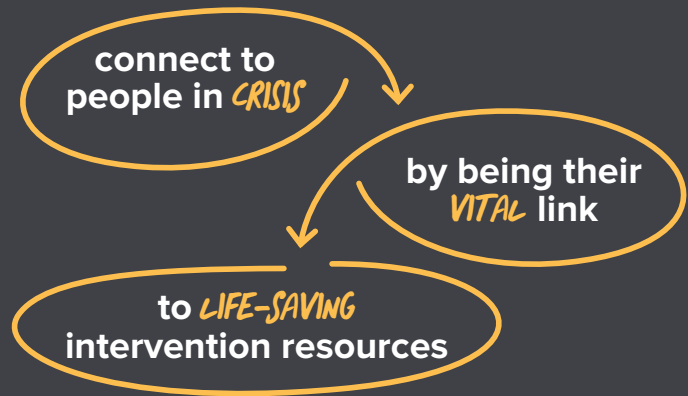 connect to
people in CRISIS
by being their
VITAL link
to LIFE-SAVING
intervention resources